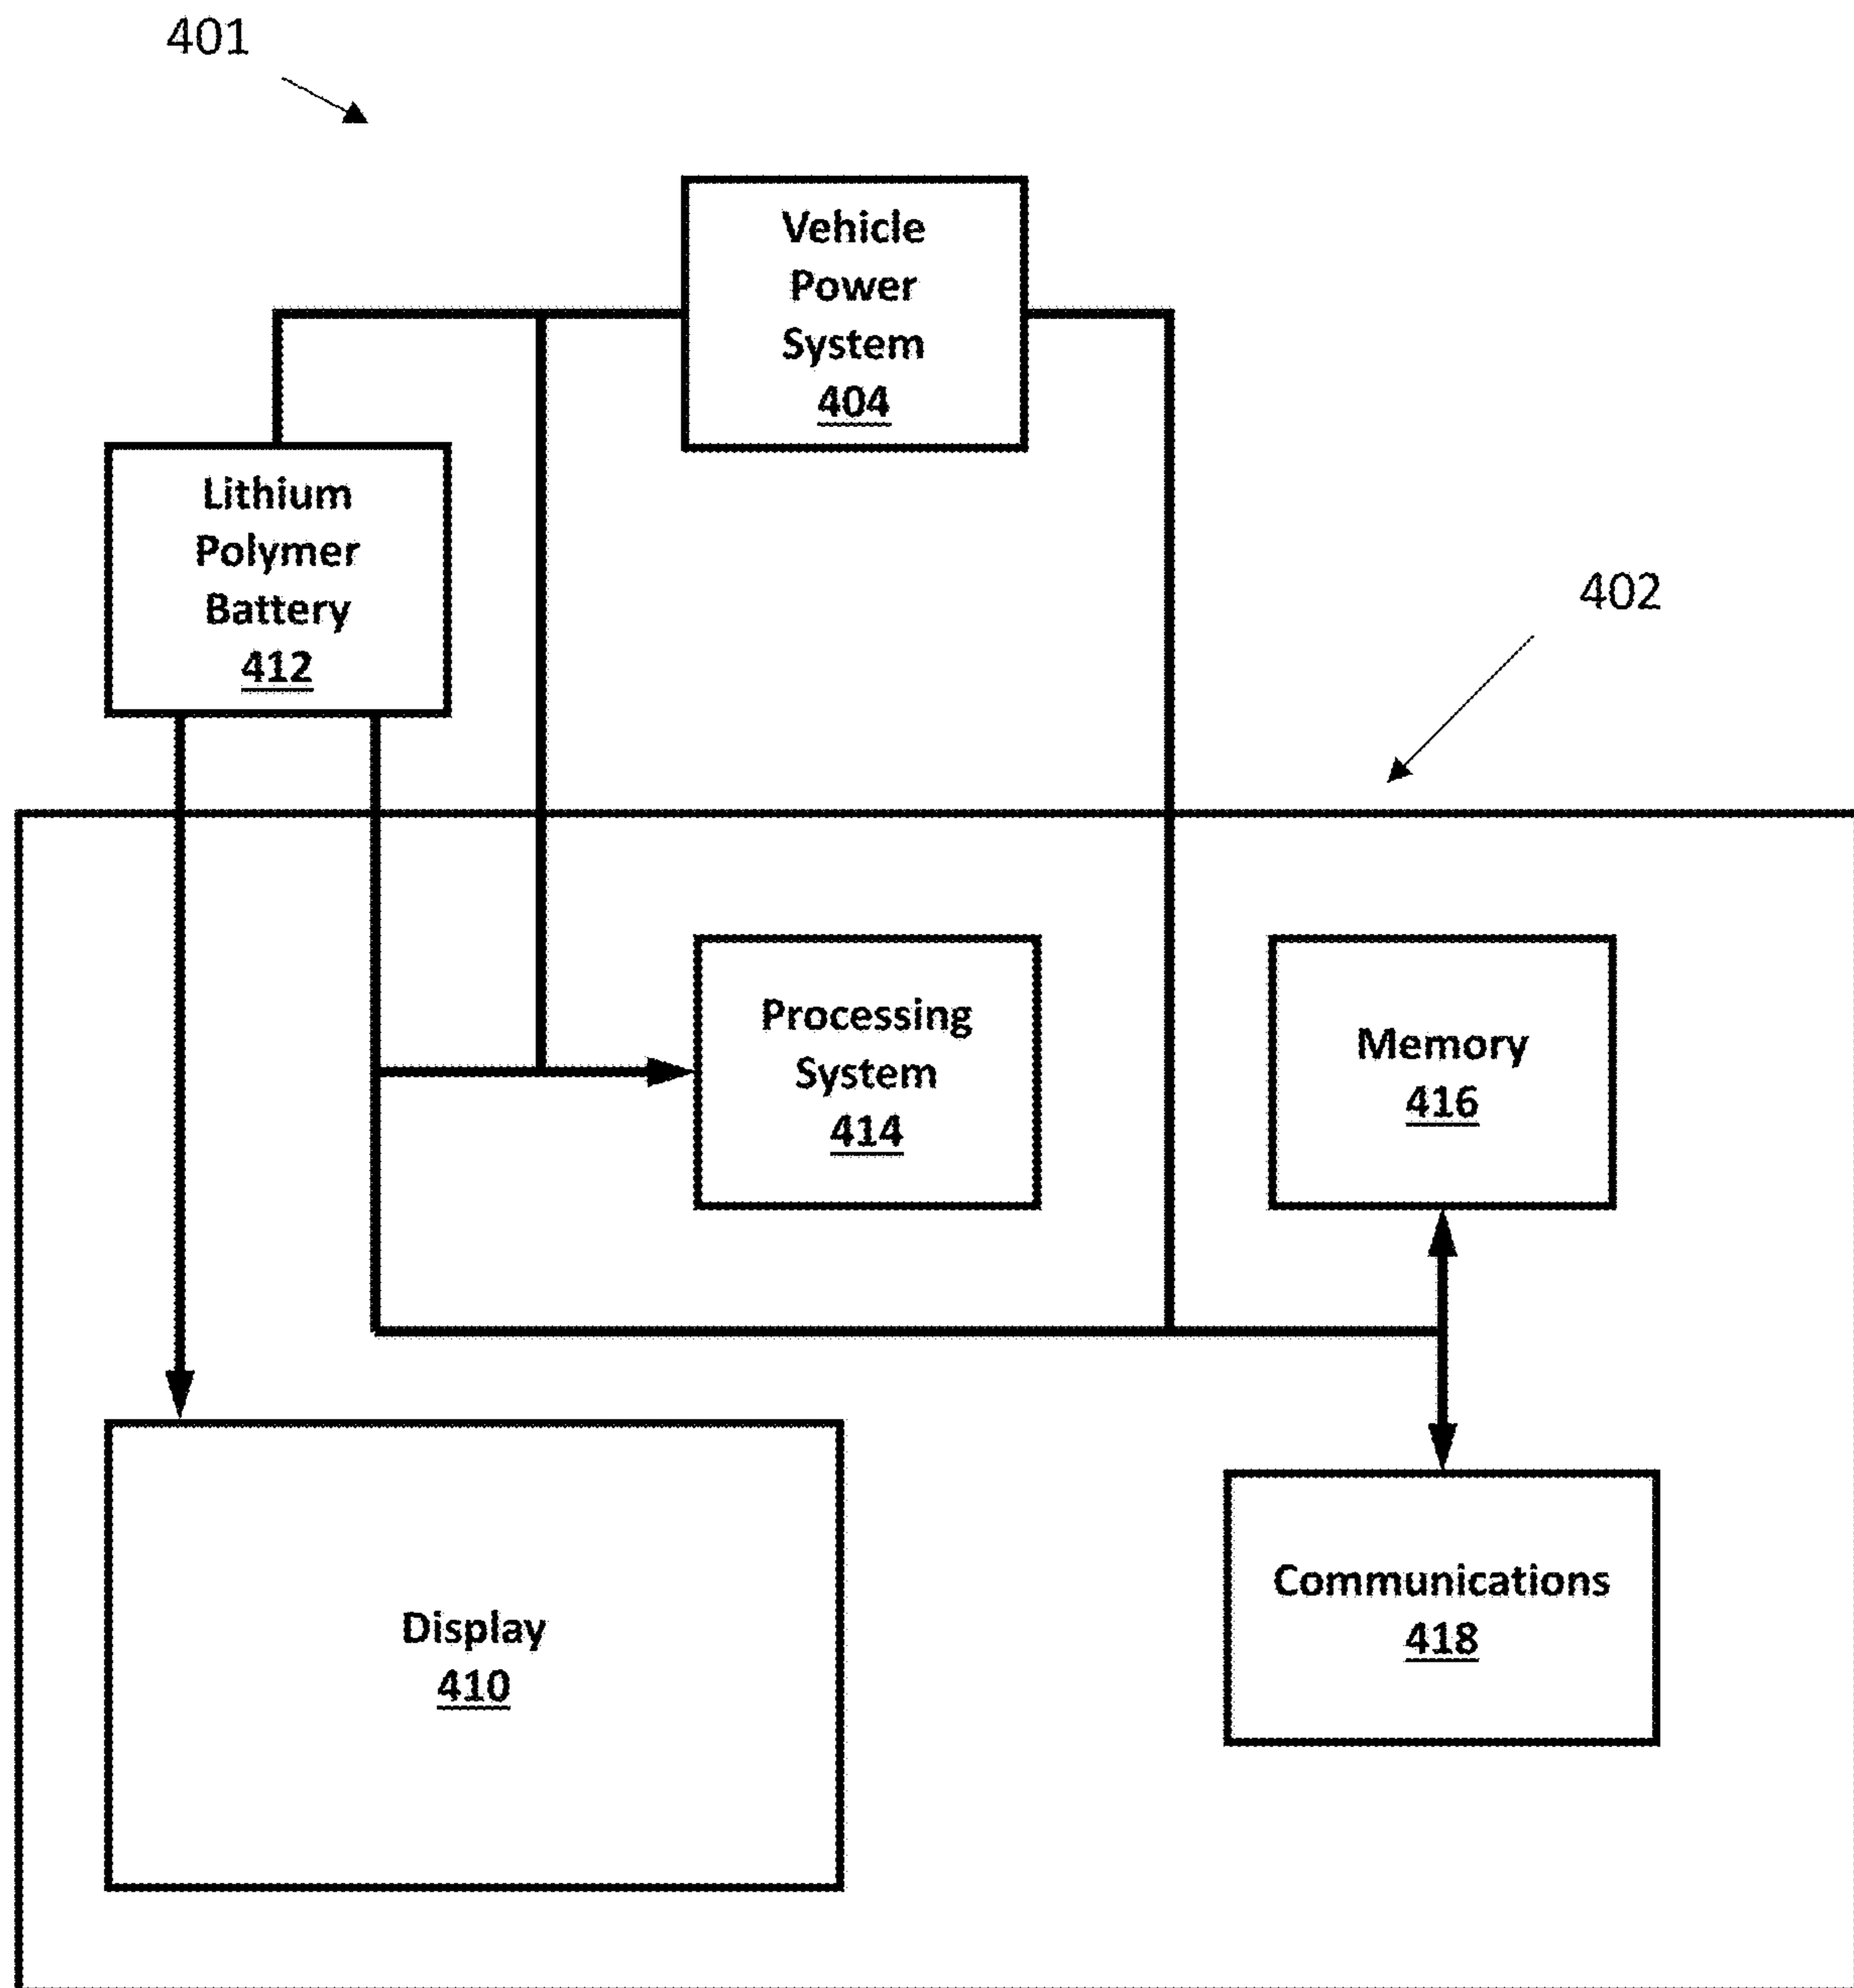 401
Vehicle
Power
System
404
Lithium
Polymer
Battery
412
402
Processing
System
414
Memory
416
Display
410
Communications
418